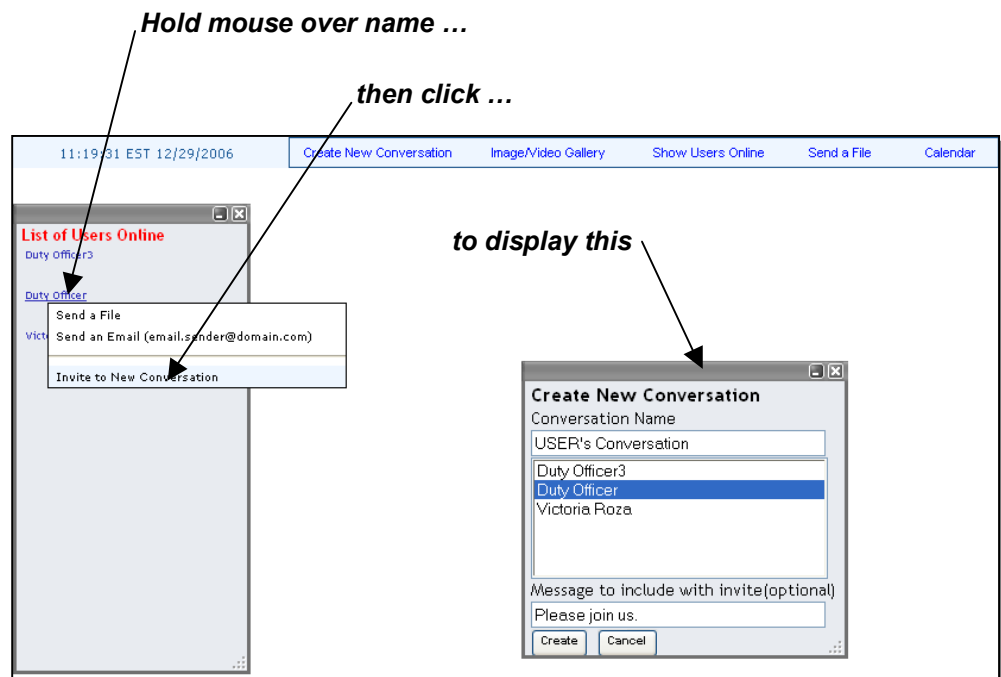 Hold mouse over name …
then click …
11:19:31 EST 12/29/2006 Create New Conversation Image/Video Gallery Show Users Online Send a File Calendar
to display this
List of Users Online
Duty Officer3
Duty Officer
Send a File
Victo Send an Email (email.sender@domain.com)
Invite to New Conversation
Create New Conversation
Conversation Name
USER's Conversation
Duty Officer3
Duty Officer
Victoria Roza
Message to include with invite(optional)
Please join us.
Create Cancel